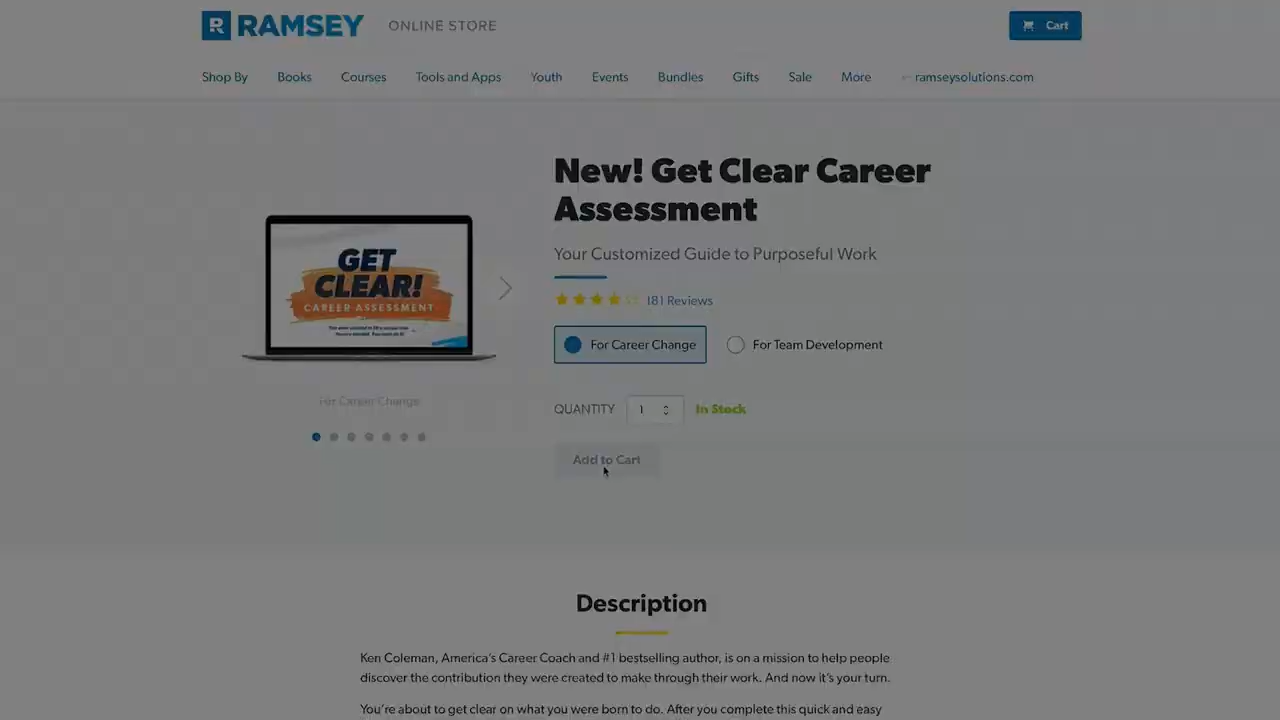 R RAMSEY ONLINE STORE
Cart
Shop By Books Courses Tools and Apps Youth Events Bundles Gifts Sale More ramseysolutions.com
New! Get Clear Career
Assessment
Your Customized Guide to Purposeful Work
181 Reviews
For Career Change For Team Development
QUANTITY 1 In Stock
Add to Cart
GET
CLEAR!
CAREER ASSESSMENT
For Career Change
Description
Ken Coleman, America's Career Coach and #1 bestselling author, is on a mission to help people
discover the contribution they were created to make through their work. And now it's your turn.
You're about to get clear on what you were born to do. After you complete this quick and easy